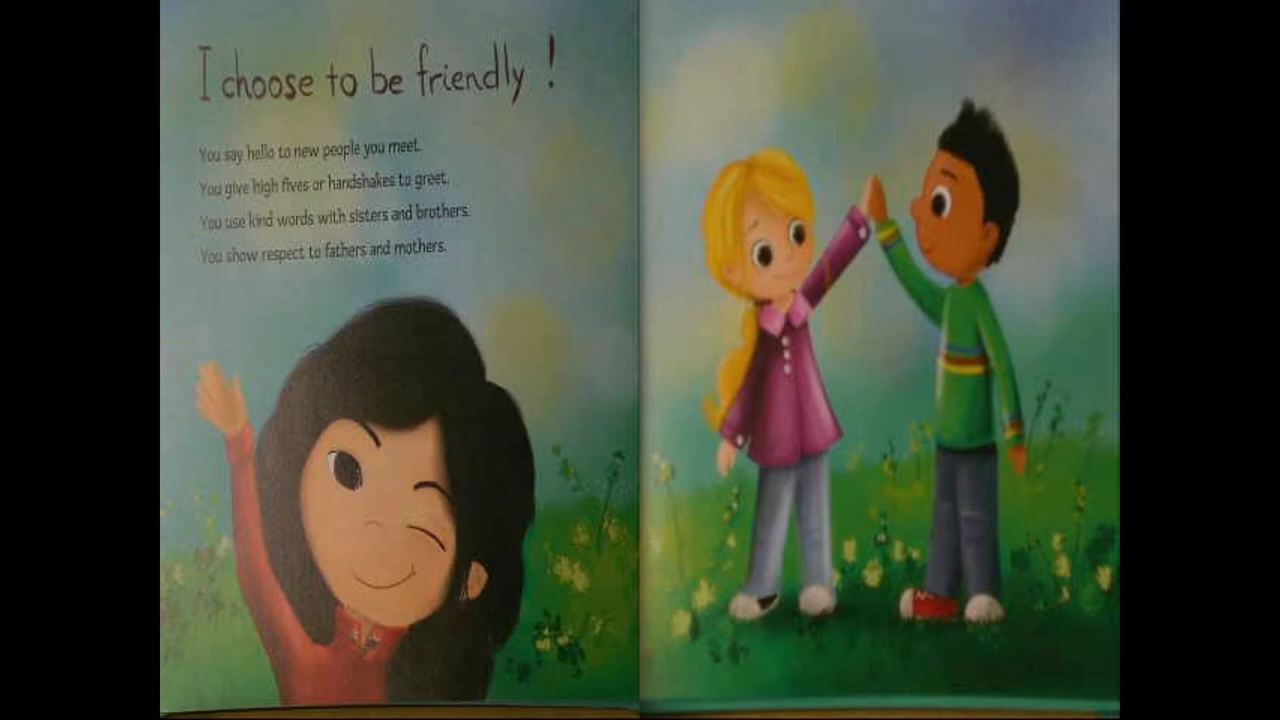 I choose to be friendly !
You say hello to new people you meet.
You give high fives or handshakes to greet.
You use kind words with sisters and brothers.
You show respect to fathers and mothers.